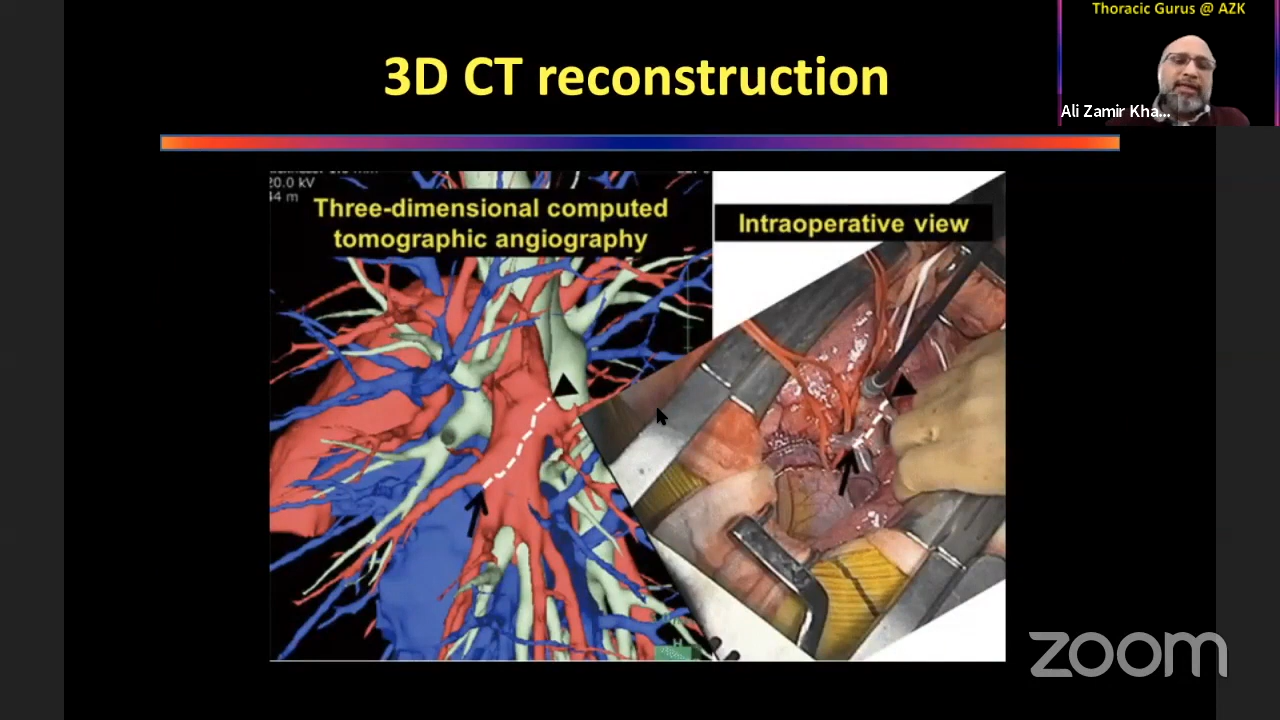 Thoracic Gurus @ AZK
Ali Zamir Kha...
3D CT reconstruction
20.0 kV
44 m
Three-dimensional computed
tomographic angiography
Intraoperative view
H
zoom